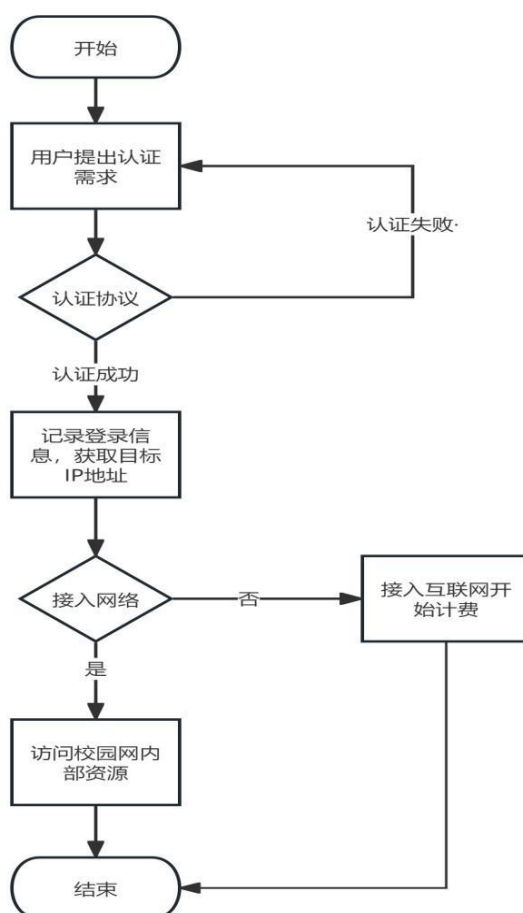 开始
用户提出认证
需求
认证失败·
认证协议
认证成功
记录登录信
息，获取目标
IP地址
接入网络
否
接入互联网开
始计费
是
访问校园网内
部资源
结束